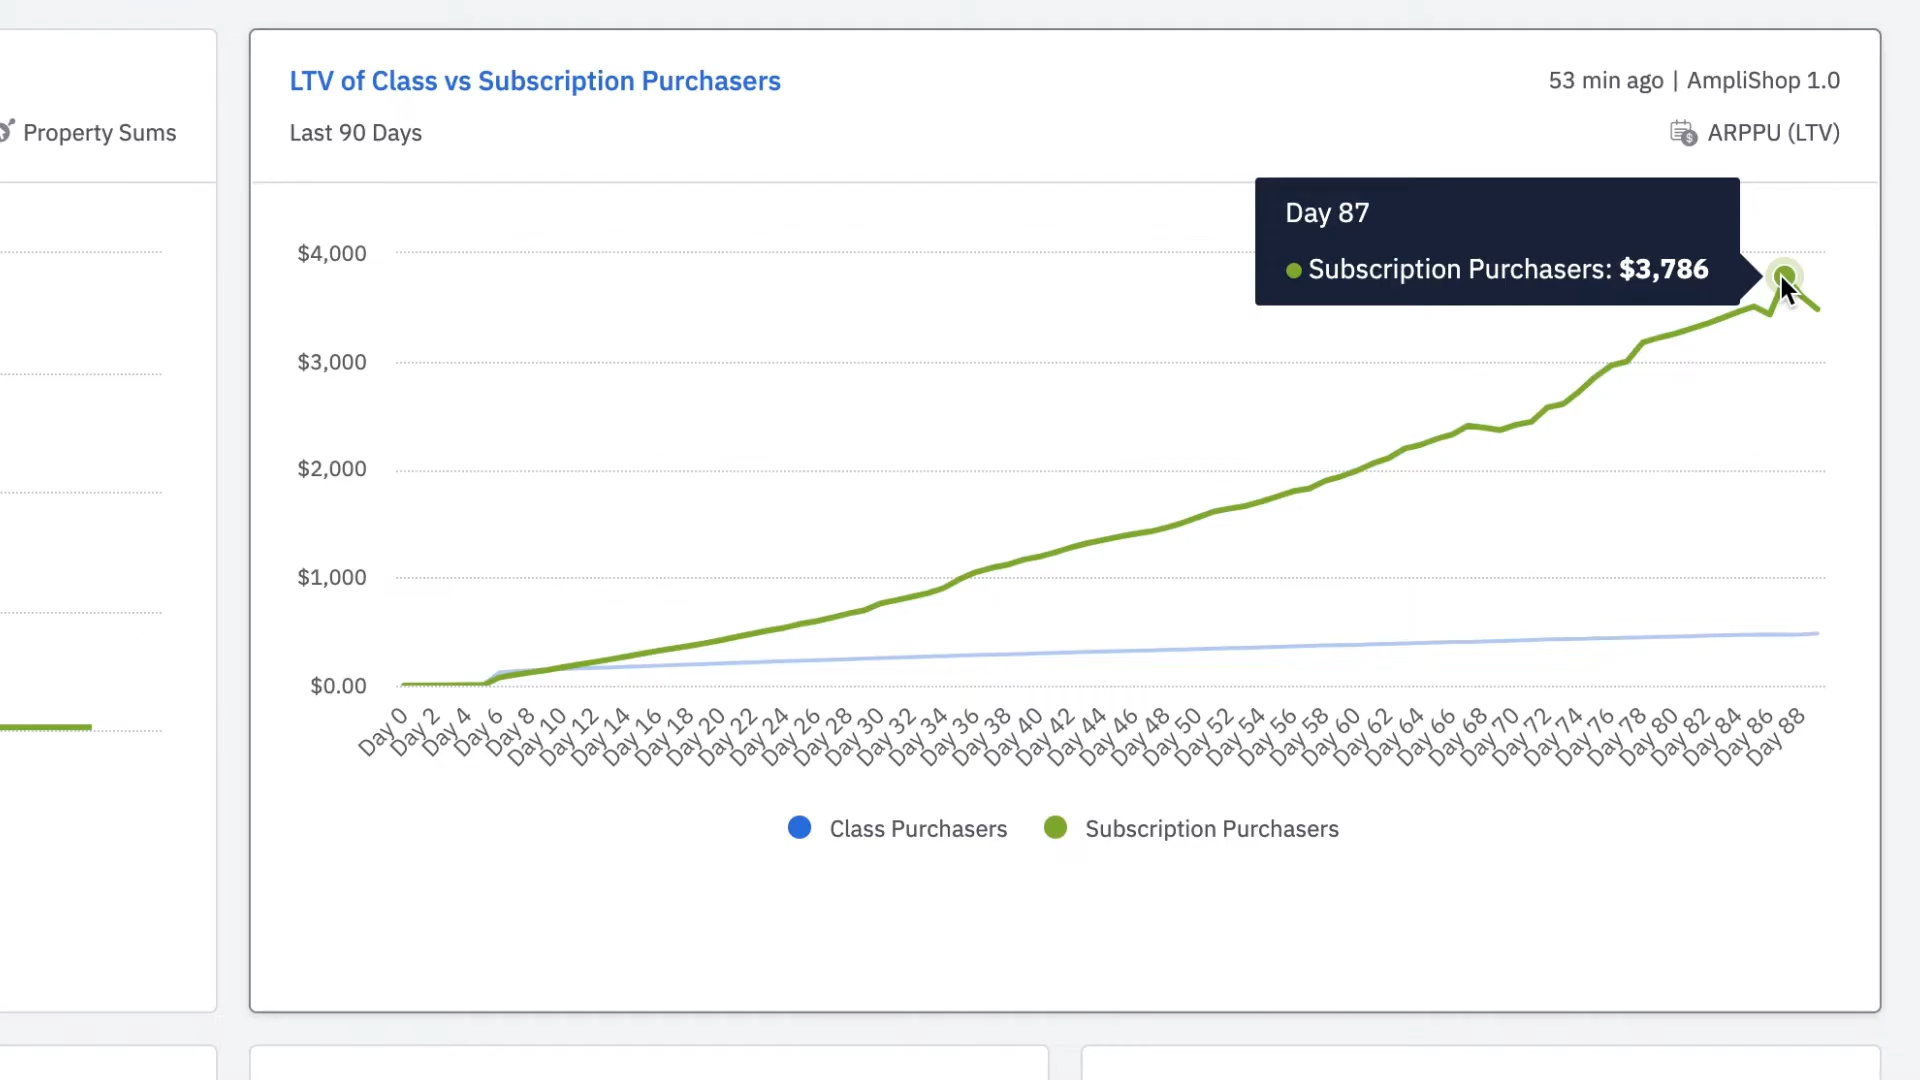 Property Sums
LTV of Class vs Subscription Purchasers
53 min ago | AmpliShop 1.0
Last 90 Days
ARPPU (LTV)
Day 87
Subscription Purchasers: $3,786
$4,000
$3,000
$2,000
$1,000
$0.00
Day 0
Day 2
Day 4
Day 6
Day 8
Day 10
Day 12
Day 14
Day 16
Day 18
Day 20
Day 22
Day 24
Day 26
Day 28
Day 30
Day 32
Day 34
Day 36
Day 38
Day 40
Day 42
Day 44
Day 46
Day 48
Day 50
Day 52
Day 54
Day 56
Day 58
Day 60
Day 62
Day 64
Day 66
Day 68
Day 70
Day 72
Day 74
Day 76
Day 78
Day 80
Day 82
Day 84
Day 86
Day 88
Class Purchasers
Subscription Purchasers